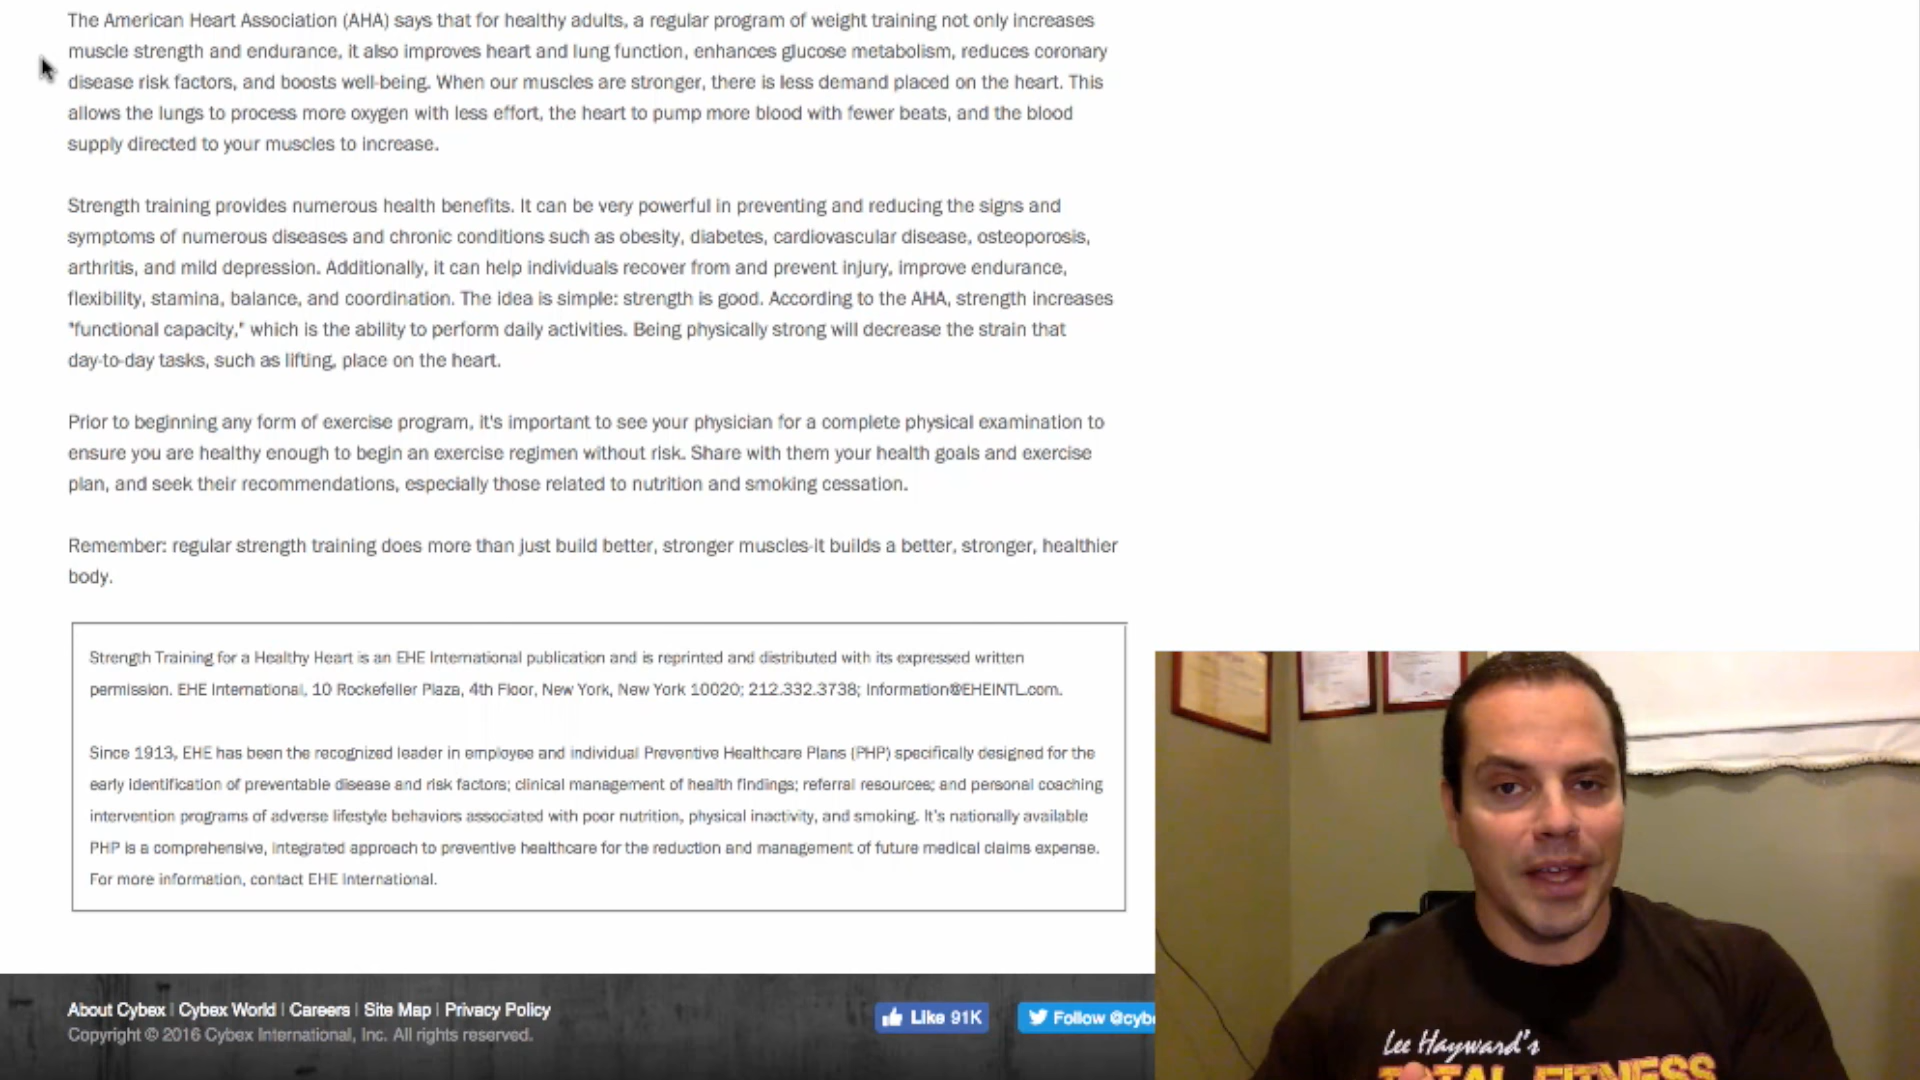 The American Heart Association (AHA) says that for healthy adults, a regular program of weight training not only increases
muscle strength and endurance, it also improves heart and lung function, enhances glucose metabolism, reduces coronary
disease risk factors, and boosts well-being. When our muscles are stronger, there is less demand placed on the heart. This
allows the lungs to process more oxygen with less effort, the heart to pump more blood with fewer beats, and the blood
supply directed to your muscles to increase.
Strength training provides numerous health benefits. It can be very powerful in preventing and reducing the signs and
symptoms of numerous diseases and chronic conditions such as obesity, diabetes, cardiovascular disease, osteoporosis,
arthritis, and mild depression. Additionally, it can help individuals recover from and prevent injury, improve endurance,
flexibility, stamina, balance, and coordination. The idea is simple: strength is good. According to the AHA, strength increases
"functional capacity," which is the ability to perform daily activities. Being physically strong will decrease the strain that
day-to-day tasks, such as lifting, place on the heart.
Prior to beginning any form of exercise program, it's important to see your physician for a complete physical examination to
ensure you are healthy enough to begin an exercise regimen without risk. Share with them your health goals and exercise
plan, and seek their recommendations, especially those related to nutrition and smoking cessation.
Remember: regular strength training does more than just build better, stronger muscles-it builds a better, stronger, healthier
body.
Strength Training for a Healthy Heart is an EHE International publication and is reprinted and distributed with its expressed written
permission. EHE International, 10 Rockefeller Plaza, 4th Floor, New York, New York 10020; 212.332.3738; Information@EHEINTL.com.
Since 1913, EHE has been the recognized leader in employee and individual Preventive Healthcare Plans (PHP) specifically designed for the
early identification of preventable disease and risk factors; clinical management of health findings; referral resources; and personal coaching
intervention programs of adverse lifestyle behaviors associated with poor nutrition, physical inactivity, and smoking. It's nationally available
PHP is a comprehensive, integrated approach to preventive healthcare for the reduction and management of future medical claims expense.
For more information, contact EHE International.
About Cybex | Cybex World | Careers | Site Map | Privacy Policy
Copyright © 2016 Cybex International, Inc. All rights reserved.
Like 91K
Follow @cybe
Lee Hayward's
TOTAL FITNESS